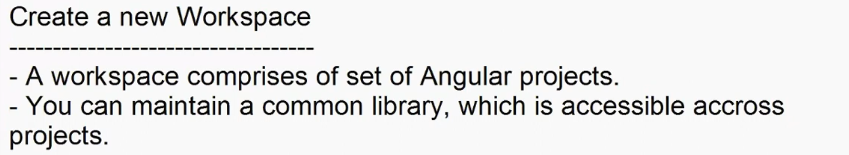 Create a new Workspace
-----------------------------------
- A workspace comprises of set of Angular projects.
- You can maintain a common library, which is accessible accross
projects.